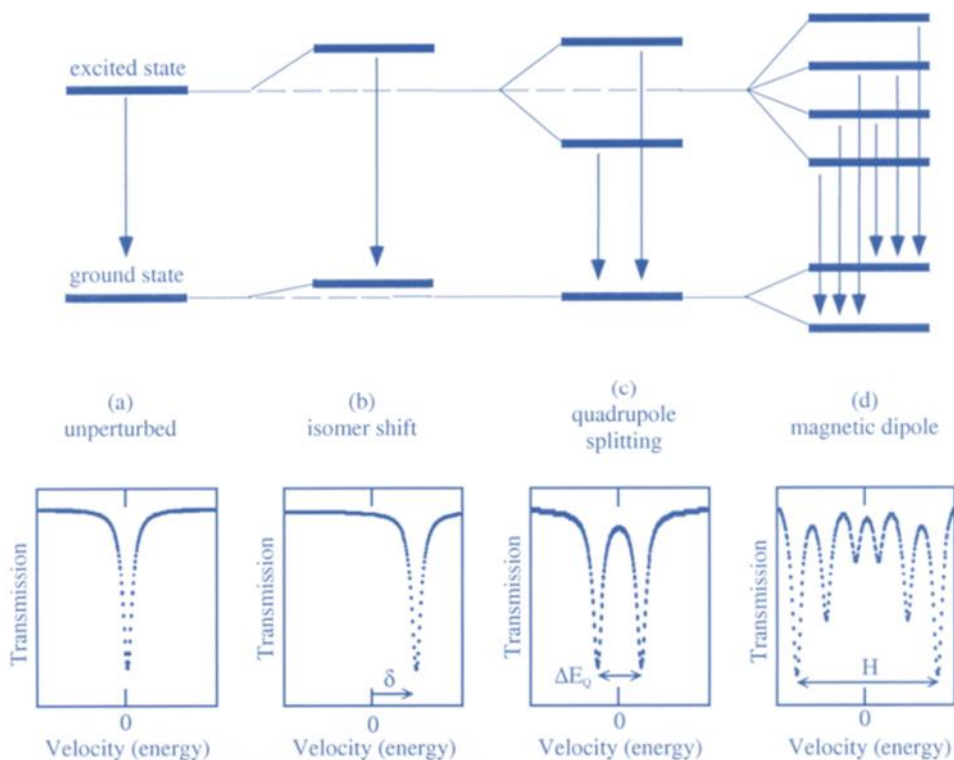 excited state
ground state
(a)
unperturbed
(b)
isomer shift
(c)
quadrupole
splitting
(d)
magnetic dipole
Transmission
0
Velocity (energy)
Transmission
δ
0
Velocity (energy)
Transmission
ΔE_Q
0
Velocity (energy)
Transmission
H
0
Velocity (energy)